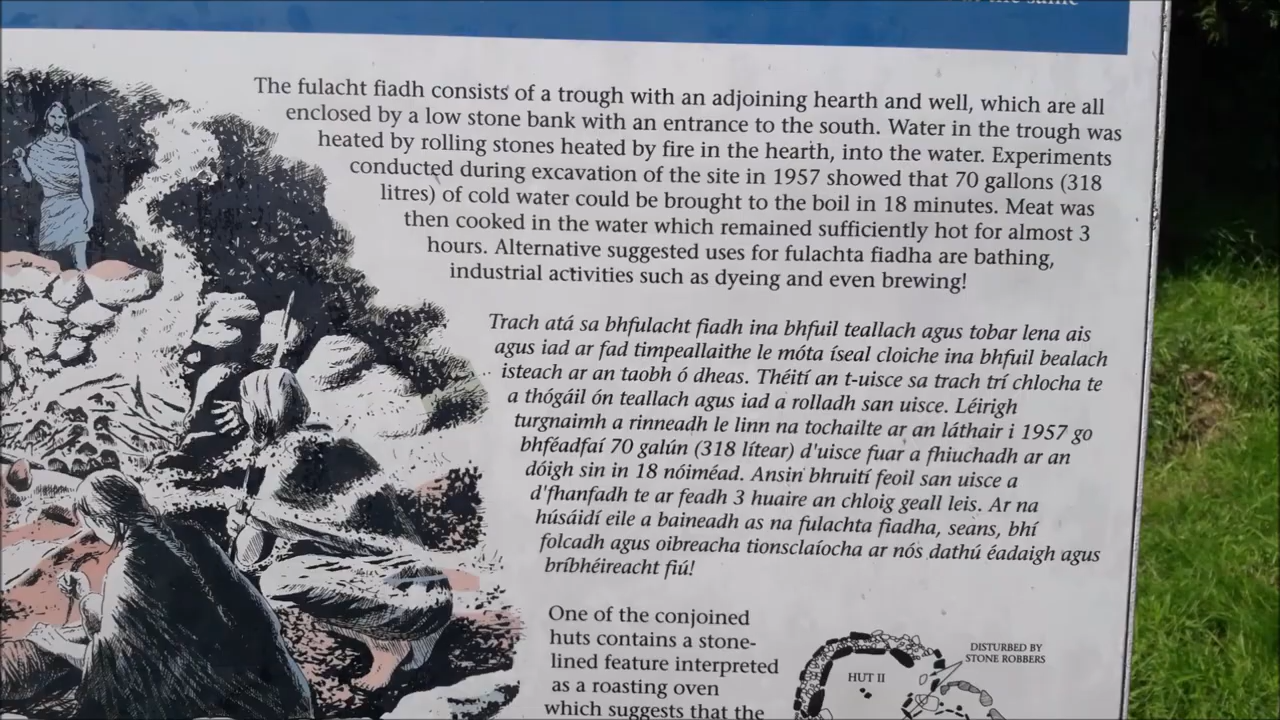 the same
The fulacht fiadh consists of a trough with an adjoining hearth and well, which are all
enclosed by a low stone bank with an entrance to the south. Water in the trough was
heated by rolling stones heated by fire in the hearth, into the water. Experiments
conducted during excavation of the site in 1957 showed that 70 gallons (318
litres) of cold water could be brought to the boil in 18 minutes. Meat was
then cooked in the water which remained sufficiently hot for almost 3
hours. Alternative suggested uses for fulachta fiadha are bathing,
industrial activities such as dyeing and even brewing!
Trach atá sa bhfulacht fiadh ina bhfuil teallach agus tobar lena ais
agus iad ar fad timpeallaithe le móta íseal cloiche ina bhfuil bealach
isteach ar an taobh ó dheas. Théití an t-uisce sa trach trí chlocha te
a thógáil ón teallach agus iad a rolladh san uisce. Léirigh
turgnaimh a rinneadh le linn na tochailte ar an láthair i 1957 go
bhféadfaí 70 galún (318 lítear) d'uisce fuar a fhiuchadh ar an
dóigh sin in 18 nóiméad. Ansin bhruití feoil san uisce a
d'fhanfadh te ar feadh 3 huaire an chloig geall leis. Ar na
húsáidí eile a baineadh as na fulachta fiadha, seans, bhí
folcadh agus oibreacha tionsclaíocha ar nós dathú éadaigh agus
bríbhéireacht fiú!
One of the conjoined
huts contains a stone-
lined feature interpreted
as a roasting oven
which suggests that the
DISTURBED BY
STONE ROBBERS
HUT II